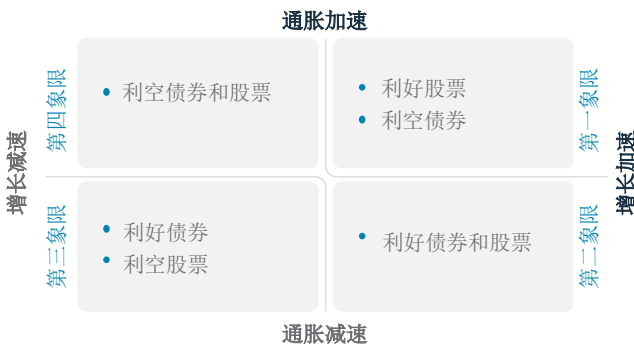 通胀加速
第四象限
利空债券和股票
利好股票
利空债券
第一象限
增长减速
增长加速
第三象限
利好债券
利空股票
利好债券和股票
第二象限
通胀减速